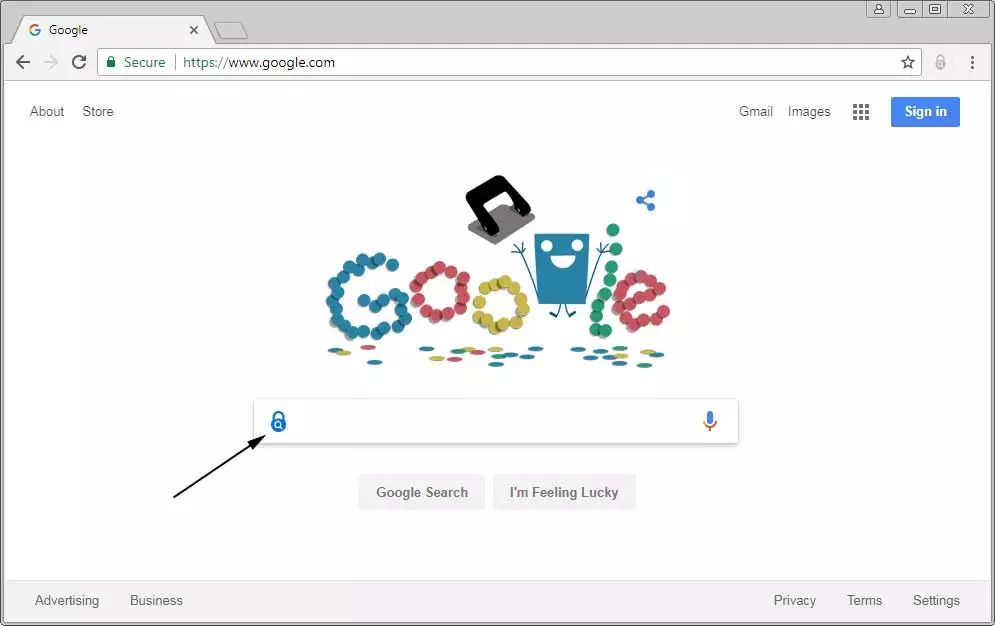 Google
Secure https://www.google.com
About Store Gmail Images Sign in
Google
Google Search I'm Feeling Lucky
Advertising Business Privacy Terms Settings